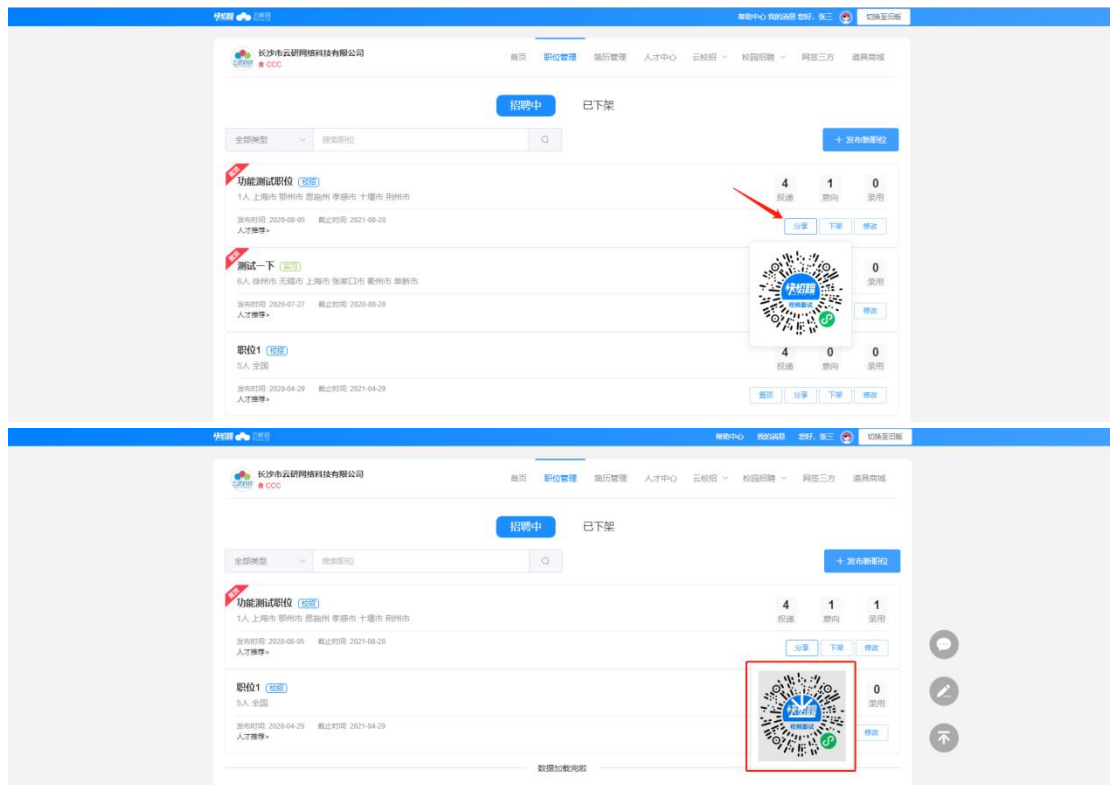 快招聘 云校招 帮助中心 我的消息 您好, 张三 切换至旧版
长沙市云研网络科技有限公司
CCC
首页 职位管理 简历管理 人才中心 云校招 校园招聘 网签三方 道具商城
招聘中 已下架
全部类型 搜索职位 + 发布新职位
功能测试职位 校招 4 1 0
1人 上海市 鄂州市 恩施州 孝感市 十堰市 荆州市 投递 意向 录用
发布时间: 2020-08-05 截止时间: 2021-08-20 分享 下架 修改
人才推荐>
测试一下 实习 0
6人 徐州市 无锡市 上海市 张家口市 衢州市 阜新市 录用
快招聘
视频面试
发布时间: 2020-07-27 截止时间: 2020-08-28 修改
人才推荐>
职位1 校招 4 0 0
5人 全国 投递 意向 录用
发布时间: 2020-04-29 截止时间: 2021-04-29 置顶 分享 下架 修改
人才推荐>
快招聘 云校招 帮助中心 我的消息 您好, 张三 切换至旧版
长沙市云研网络科技有限公司
CCC
首页 职位管理 简历管理 人才中心 云校招 校园招聘 网签三方 道具商城
招聘中 已下架
全部类型 搜索职位 + 发布新职位
功能测试职位 校招 4 1 1
1人 上海市 鄂州市 恩施州 孝感市 十堰市 荆州市 投递 意向 录用
发布时间: 2020-08-05 截止时间: 2021-08-20 分享 下架 修改
人才推荐>
职位1 校招 0
5人 全国 录用
快招聘
视频面试
发布时间: 2020-04-29 截止时间: 2021-04-29 修改
人才推荐>
数据加载完啦